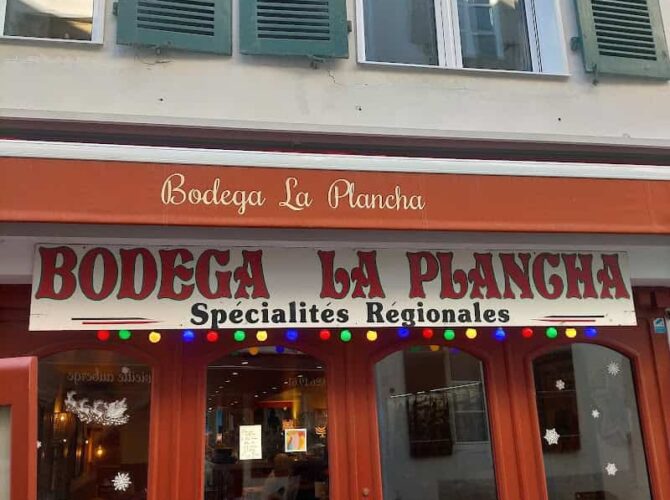 Bodega La Plancha
BODEGA LA PLANCHA
Spécialités Régionales